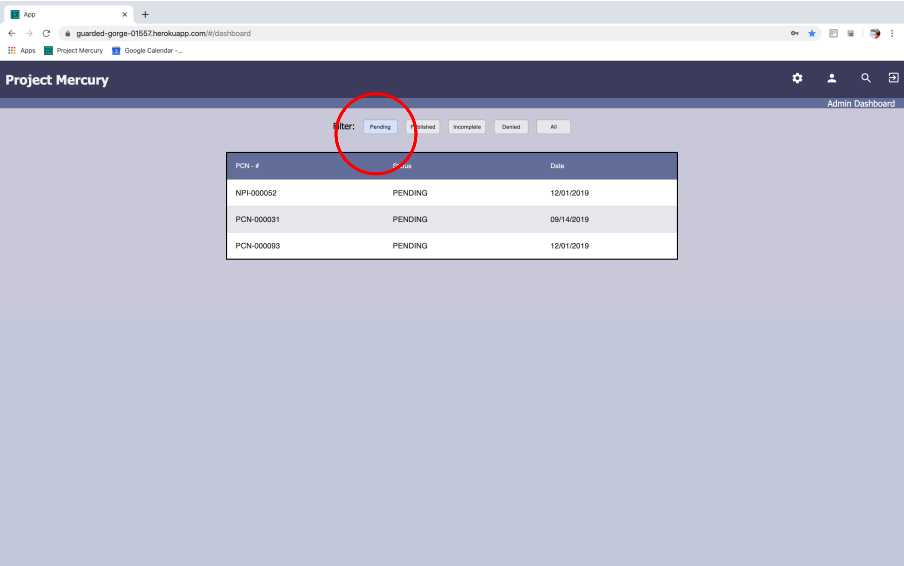 App
guarded-gorge-01557.herokuapp.com/#/dashboard
Apps Project Mercury Google Calendar -...
Project Mercury
Admin Dashboard
Filter: Pending Published Incomplete Denied All
PCN - # Status Date
NPI-000052 PENDING 12/01/2019
PCN-000031 PENDING 09/14/2019
PCN-000093 PENDING 12/01/2019